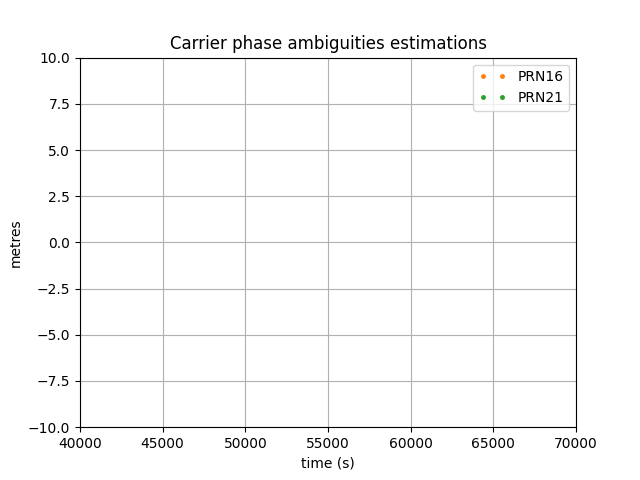 Carrier phase ambiguities estimations
PRN16
PRN21
10.0
7.5
5.0
2.5
0.0
−2.5
−5.0
−7.5
−10.0
metres
40000 45000 50000 55000 60000 65000 70000
time (s)